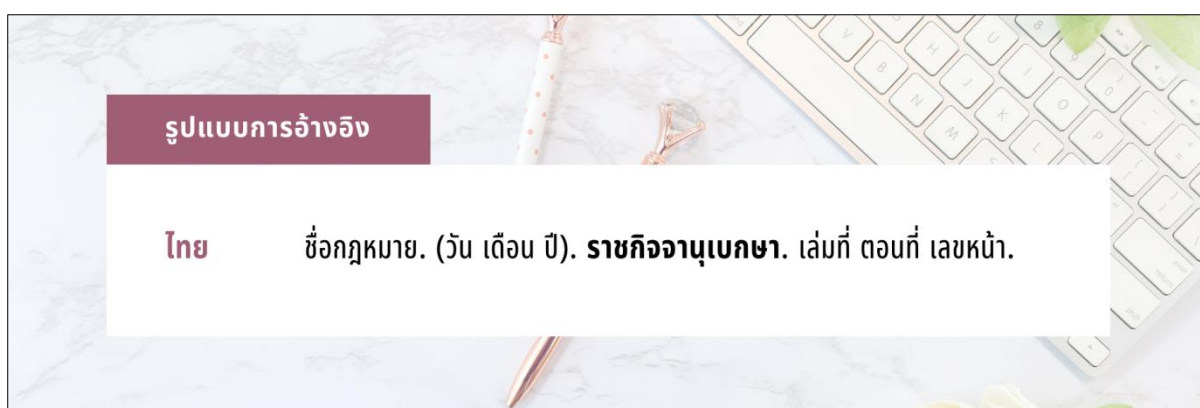 รูปแบบการอ้างอิง
ไทย ชื่อกฎหมาย. (วัน เดือน ปี). ราชกิจจานุเบกษา. เล่มที่ ตอนที่ เลขหน้า.